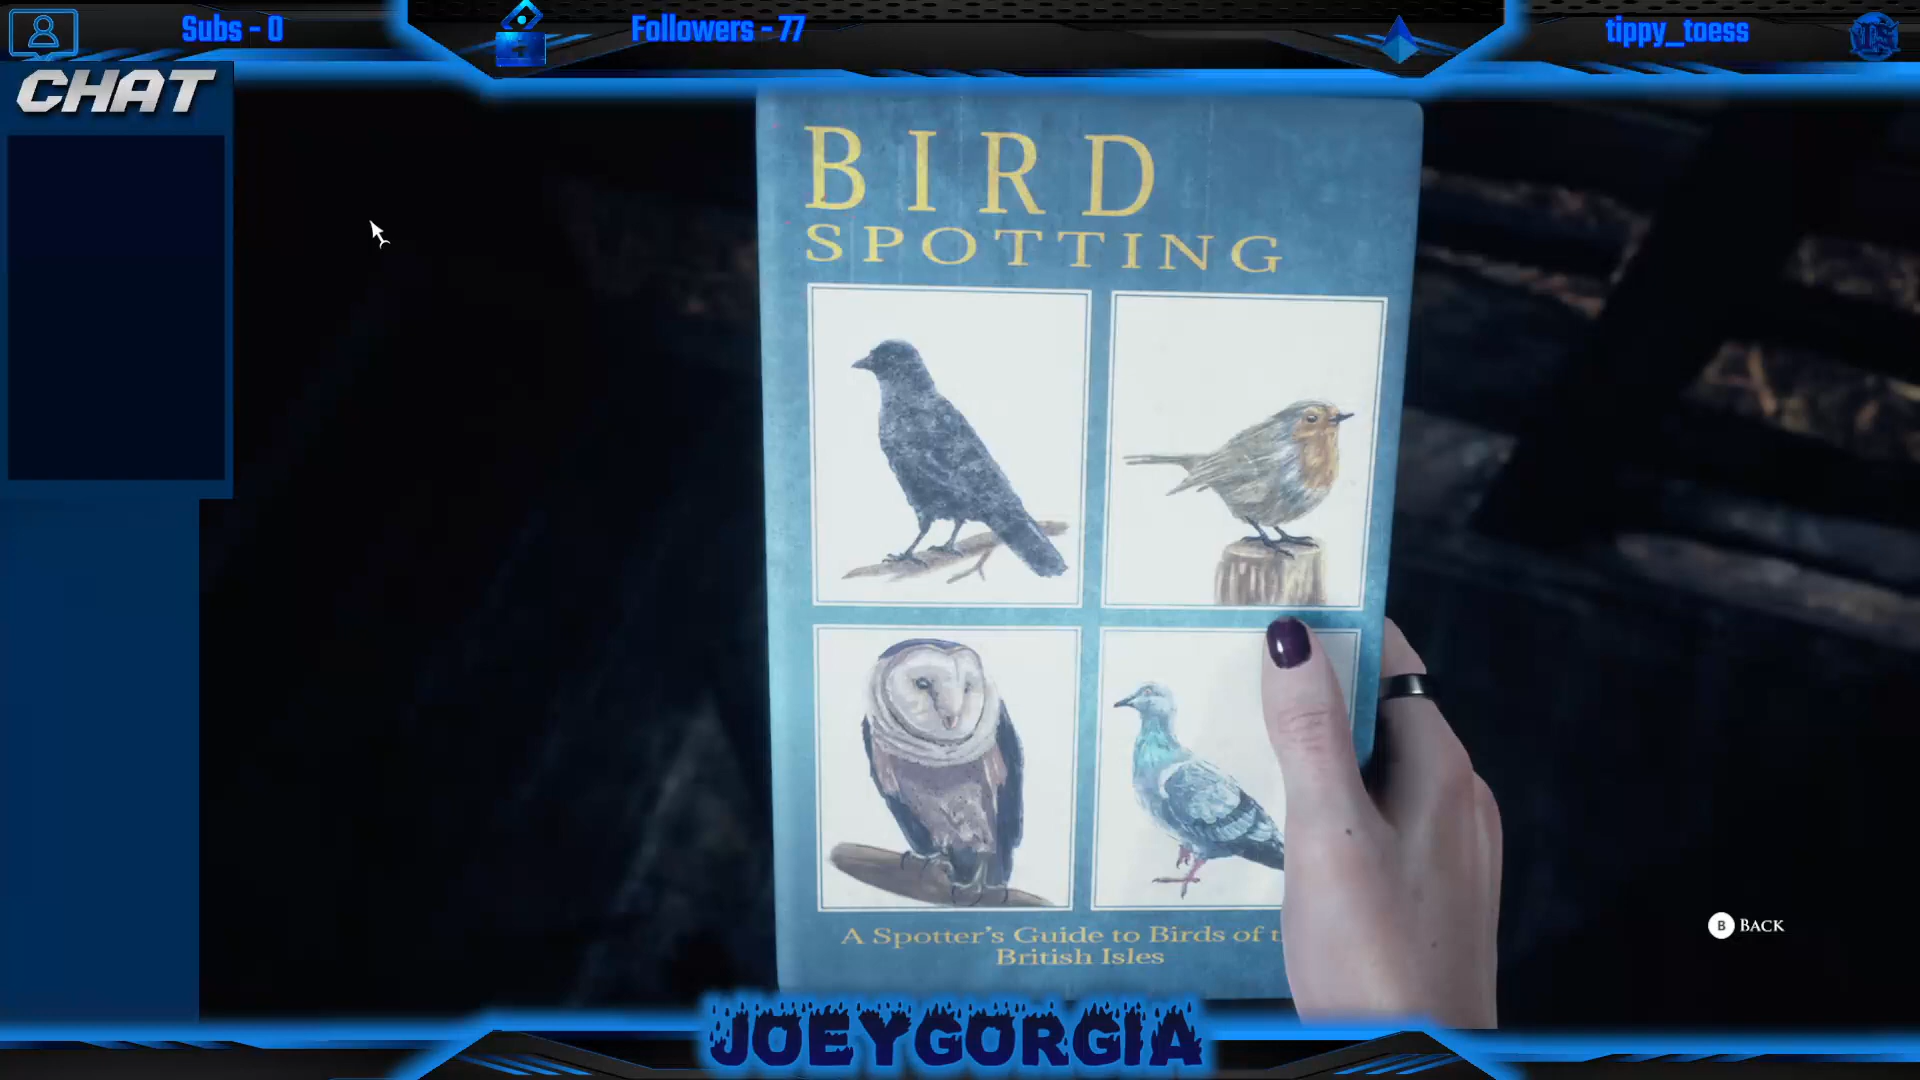 Subs - 0
Followers - 77
tippy_toess
CHAT
BIRD
SPOTTING
A Spotter's Guide to Birds of t
British Isles
B BACK
JOEYGORGIA